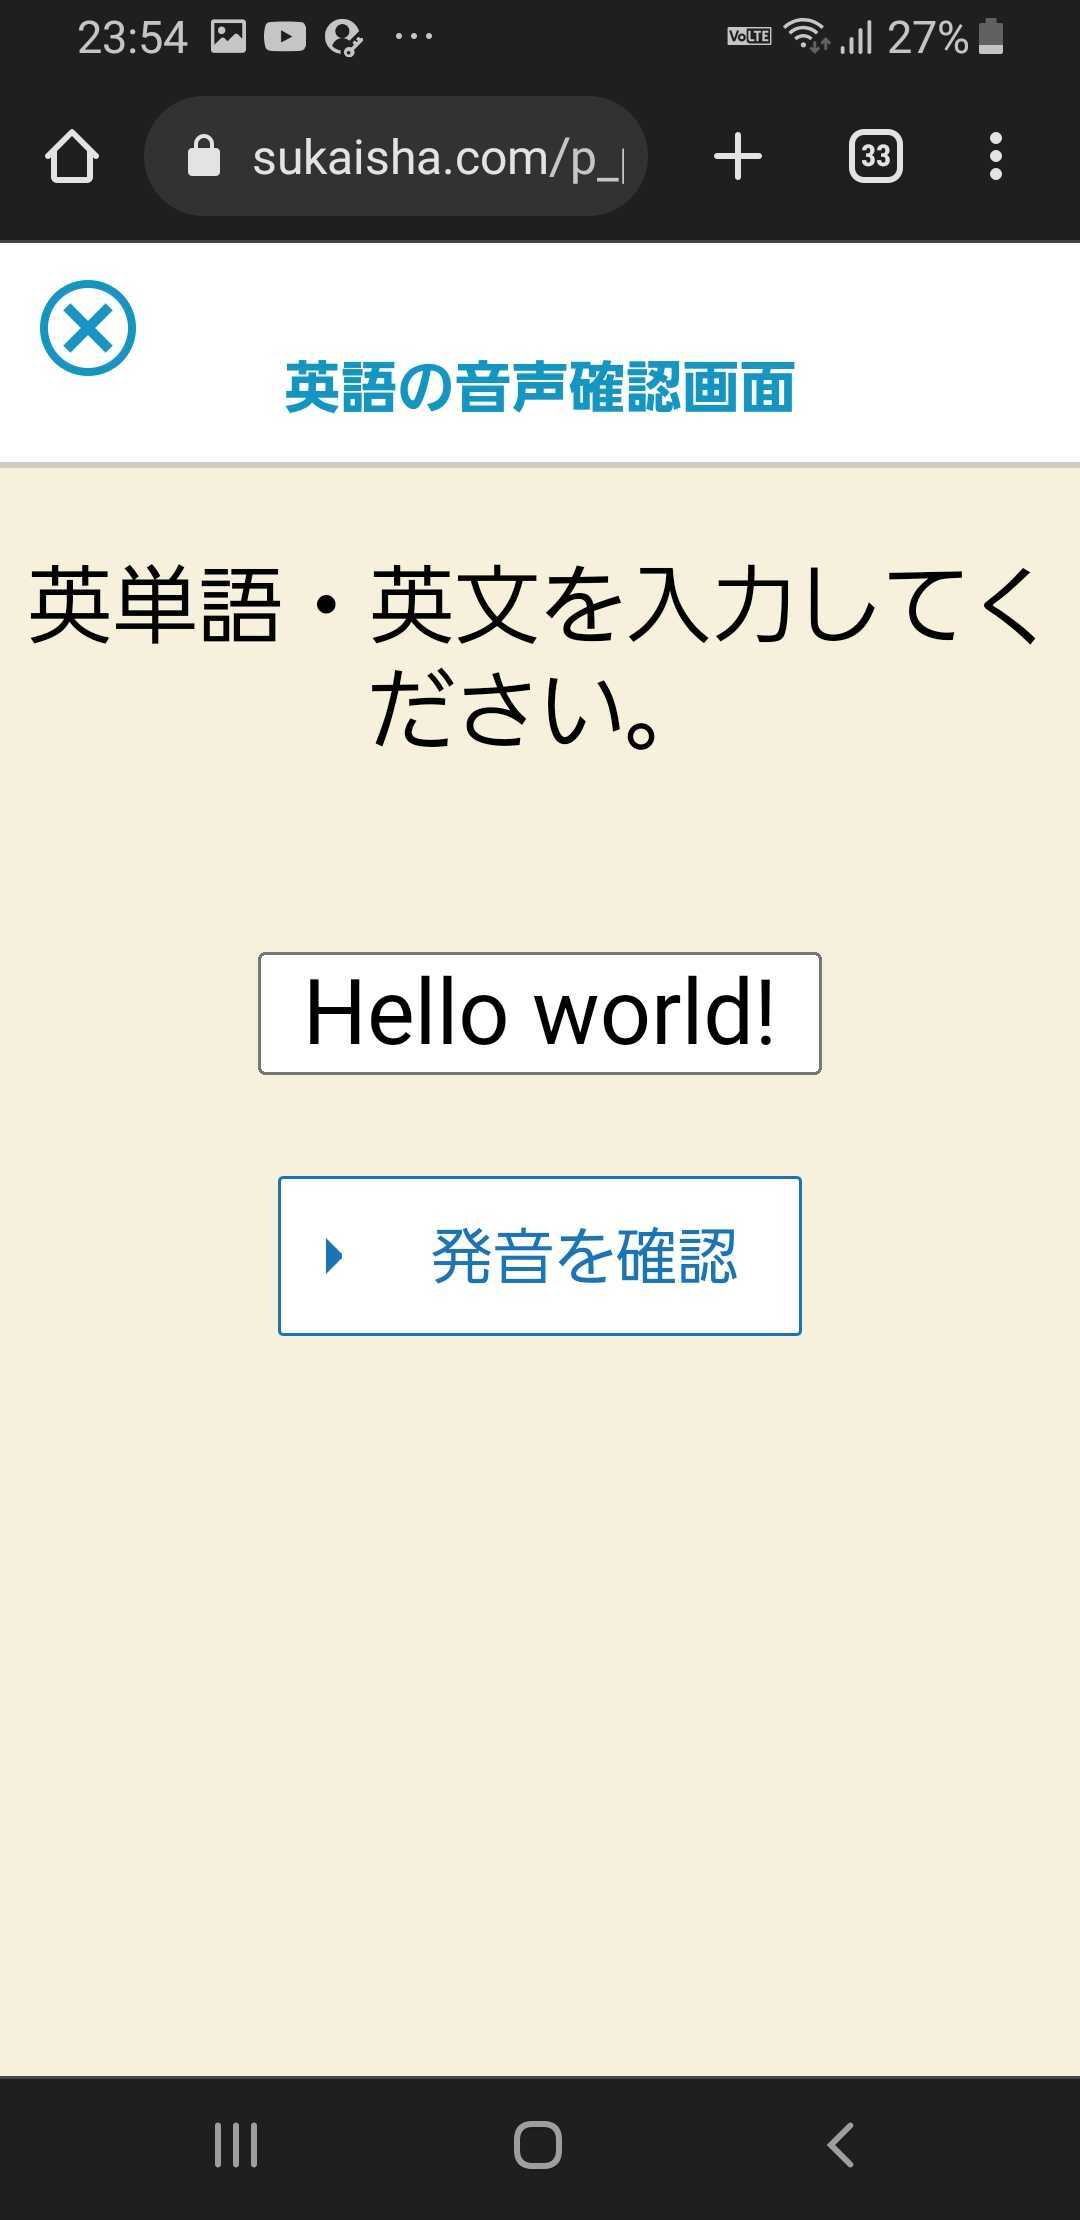 23:54 VoLTE 27%
sukaisha.com/p_ 33
英語の音声確認画面
英単語・英文を入力してく
ださい。
Hello world!
発音を確認